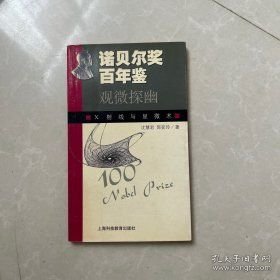 诺贝尔奖
百年鉴
观微探幽
X射线与显微术
著
100
Nobel Prize
上海科技教育出版社